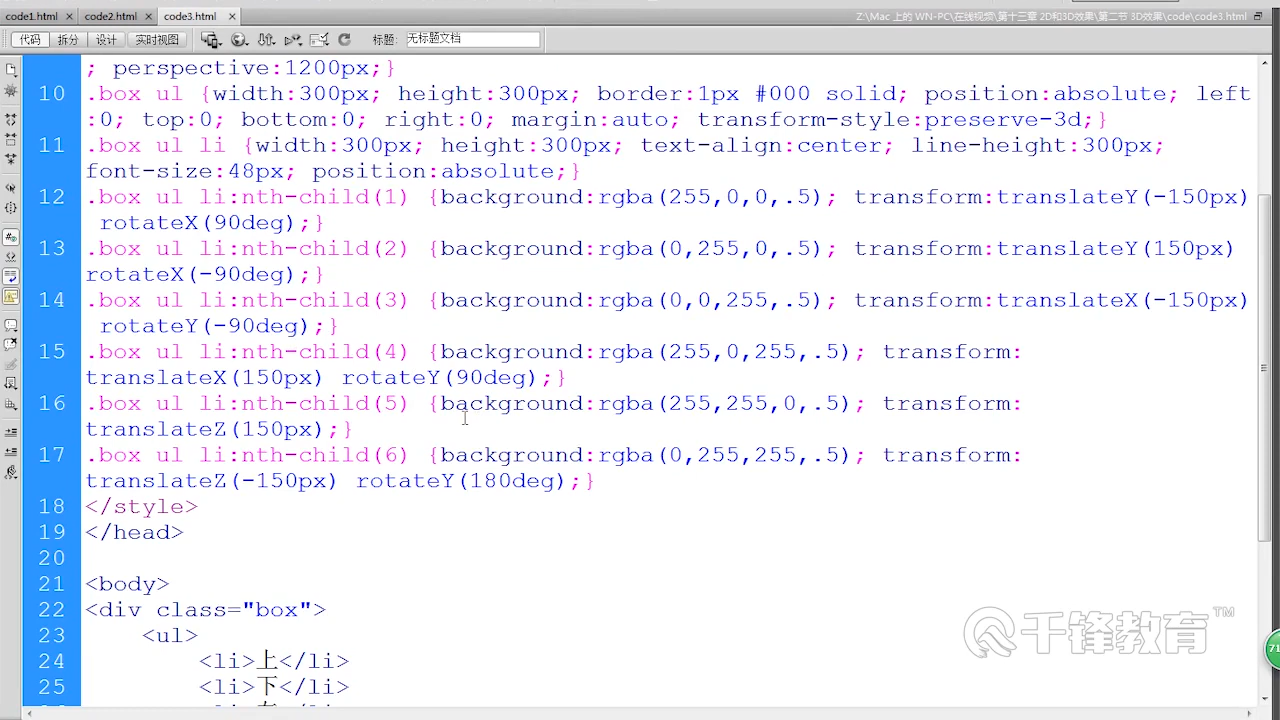 code1.html × code2.html × code3.html ×
Z:\Mac 上的 WN-PC\在线视频\第十三章 2D和3D效果\第二节 3D效果\code\code3.html
代码 拆分 设计 实时视图 标题: 无标题文档
; perspective:1200px;}
10 .box ul {width:300px; height:300px; border:1px #000 solid; position:absolute; left
:0; top:0; bottom:0; right:0; margin:auto; transform-style:preserve-3d;}
11 .box ul li {width:300px; height:300px; text-align:center; line-height:300px;
font-size:48px; position:absolute;}
12 .box ul li:nth-child(1) {background:rgba(255,0,0,.5); transform:translateY(-150px)
rotateX(90deg);}
13 .box ul li:nth-child(2) {background:rgba(0,255,0,.5); transform:translateY(150px)
rotateX(-90deg);}
14 .box ul li:nth-child(3) {background:rgba(0,0,255,.5); transform:translateX(-150px)
rotateY(-90deg);}
15 .box ul li:nth-child(4) {background:rgba(255,0,255,.5); transform:
translateX(150px) rotateY(90deg);}
16 .box ul li:nth-child(5) {background:rgba(255,255,0,.5); transform:
translateZ(150px);}
17 .box ul li:nth-child(6) {background:rgba(0,255,255,.5); transform:
translateZ(-150px) rotateY(180deg);}
18 </style>
19 </head>
20
21 <body>
22 <div class="box">
23 <ul>
24 <li>上</li>
25 <li>下</li>
千锋教育™
71